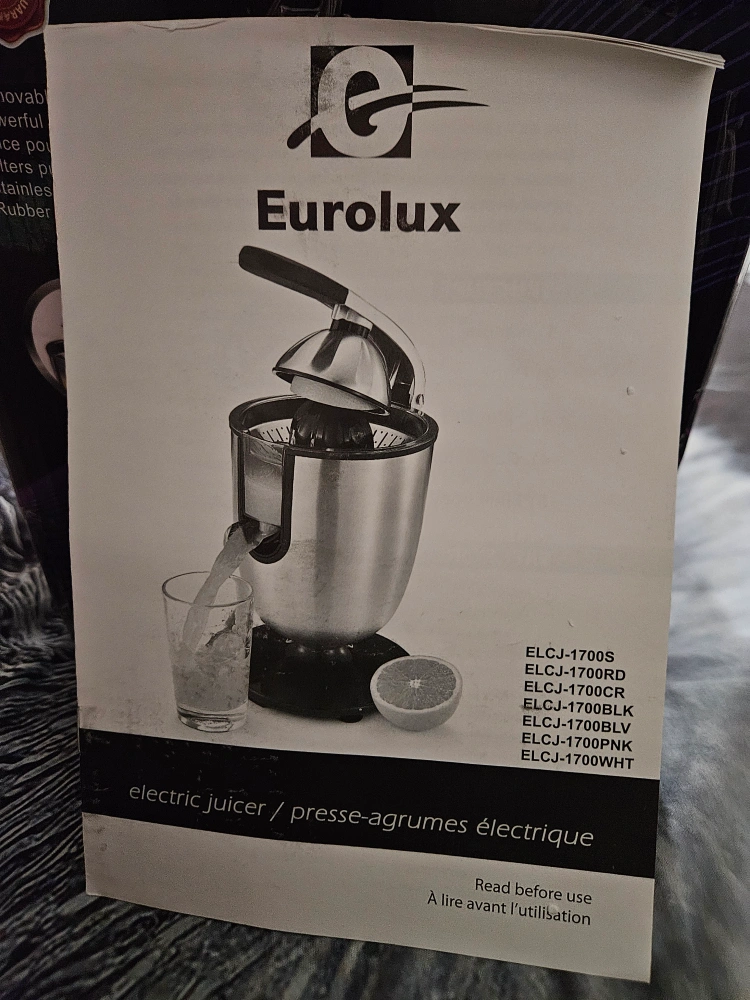 Eurolux
ELCJ-1700S
ELCJ-1700RD
ELCJ-1700CR
ELCJ-1700BLK
ELCJ-1700BLV
ELCJ-1700PNK
ELCJ-1700WHT
electric juicer / presse-agrumes électrique
Read before use
À lire avant l'utilisation
Rubber